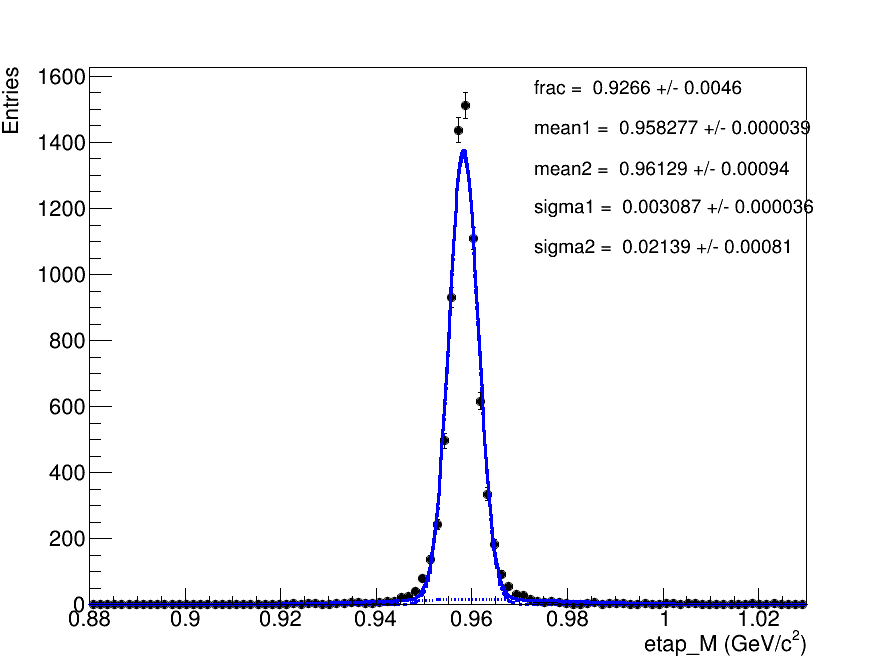 Entries
1600
1400
1200
1000
800
600
400
200
0
frac = 0.9266 +/- 0.0046
mean1 = 0.958277 +/- 0.000039
mean2 = 0.96129 +/- 0.00094
sigma1 = 0.003087 +/- 0.000036
sigma2 = 0.02139 +/- 0.00081
0.88 0.9 0.92 0.94 0.96 0.98 1 1.02
etap_M (GeV/c²)